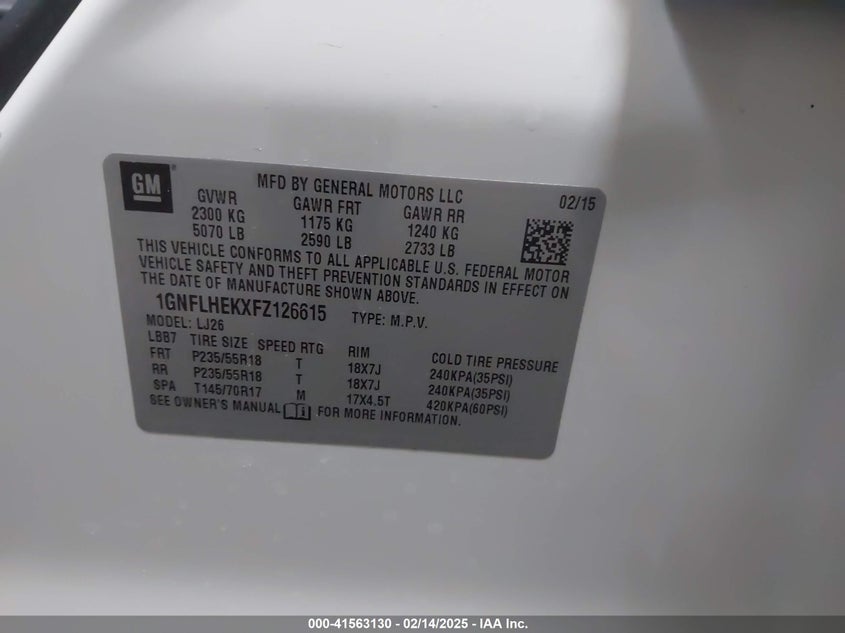 GM
MFD BY GENERAL MOTORS LLC 02/15
GVWR GAWR FRT GAWR RR
2300 KG 1175 KG 1240 KG
5070 LB 2590 LB 2733 LB
THIS VEHICLE CONFORMS TO ALL APPLICABLE U.S. FEDERAL MOTOR
VEHICLE SAFETY AND THEFT PREVENTION STANDARDS IN EFFECT ON
THE DATE OF MANUFACTURE SHOWN ABOVE.
1GNFLHEKXFZ126615 TYPE: M.P.V.
MODEL: LJ26
LBB7 TIRE SIZE SPEED RTG RIM COLD TIRE PRESSURE
FRT P235/55R18 T 18X7J 240KPA(35PSI)
RR P235/55R18 T 18X7J 240KPA(35PSI)
SPA T145/70R17 M 17X4.5T 420KPA(60PSI)
SEE OWNER'S MANUAL i FOR MORE INFORMATION.
000-41563130 - 02/14/2025 - IAA Inc.